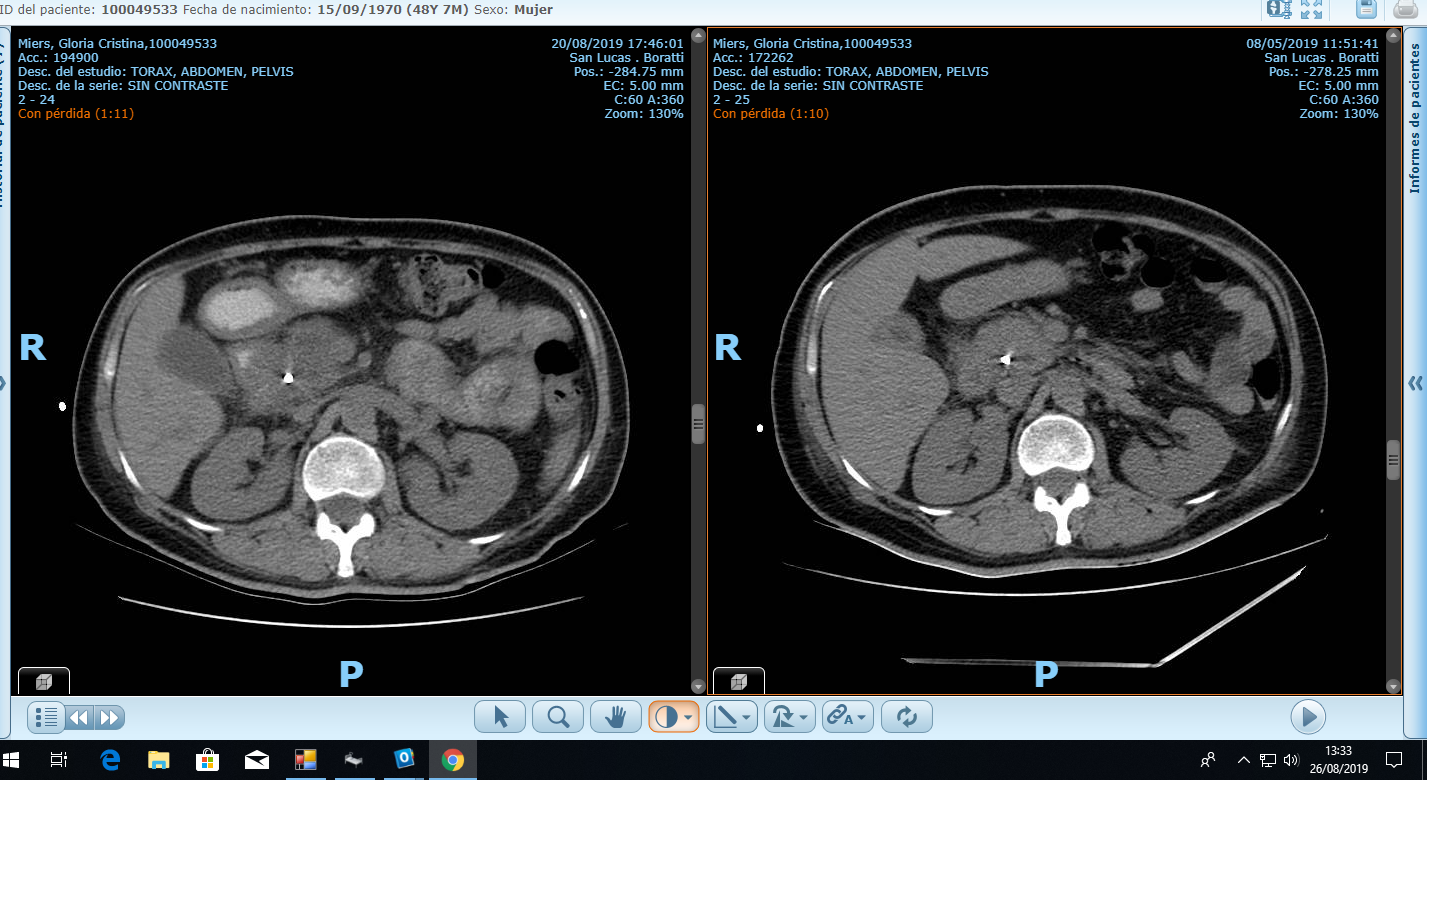 ID del paciente: 100049533 Fecha de nacimiento: 15/09/1970 (48Y 7M) Sexo: Mujer
Miers, Gloria Cristina,100049533
Acc.: 194900
Desc. del estudio: TORAX, ABDOMEN, PELVIS
Desc. de la serie: SIN CONTRASTE
2 - 24
Con pérdida (1:11)
20/08/2019 17:46:01
San Lucas . Boratti
Pos.: -284.75 mm
EC: 5.00 mm
C:60 A:360
Zoom: 130%
R
P
Miers, Gloria Cristina,100049533
Acc.: 172262
Desc. del estudio: TORAX, ABDOMEN, PELVIS
Desc. de la serie: SIN CONTRASTE
2 - 25
Con pérdida (1:10)
08/05/2019 11:51:41
San Lucas . Boratti
Pos.: -278.25 mm
EC: 5.00 mm
C:60 A:360
Zoom: 130%
R
P
Informes de pacientes
A
13:33
26/08/2019